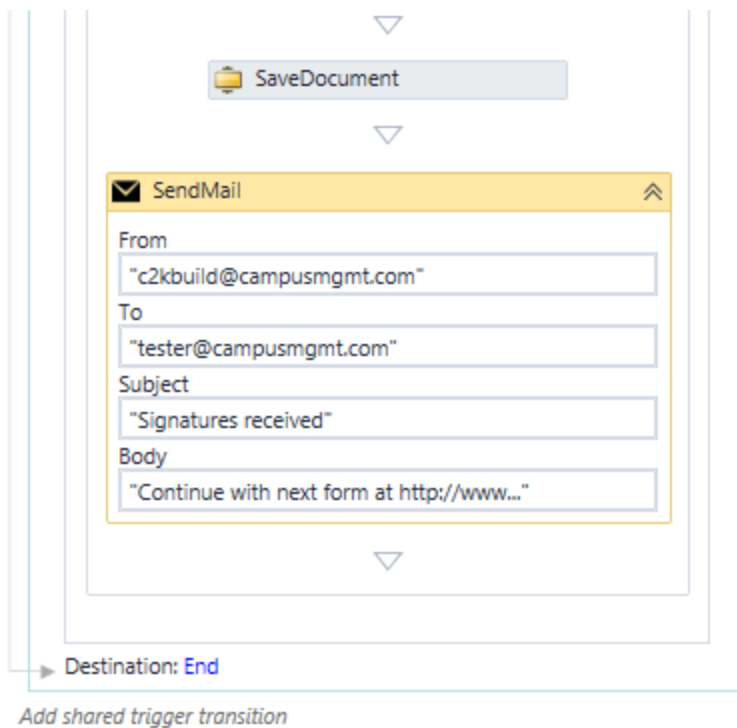 SaveDocument
SendMail
From
"c2kbuild@campusmgmt.com"
To
"tester@campusmgmt.com"
Subject
"Signatures received"
Body
"Continue with next form at http://www..."
Destination: End
Add shared trigger transition